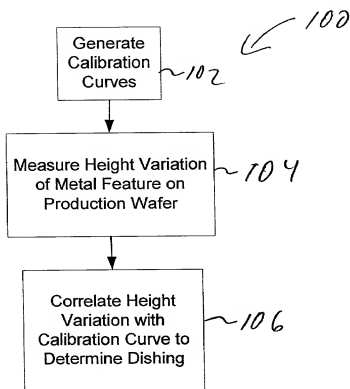 100
Generate
Calibration
Curves
102
Measure Height Variation
of Metal Feature on
Production Wafer
104
Correlate Height
Variation with
Calibration Curve to
Determine Dishing
106